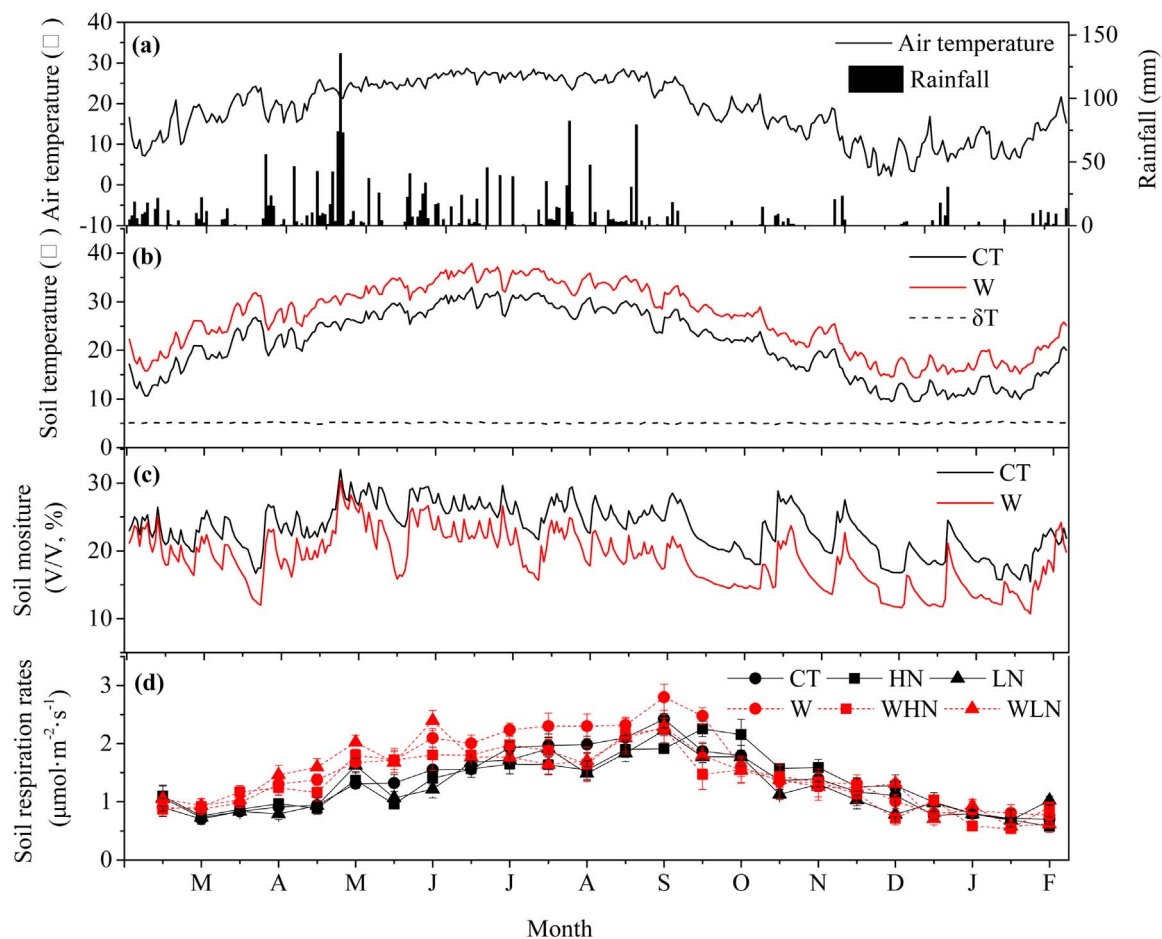 (a)
Air temperature
Rainfall
Air temperature (□)
40
30
20
10
0
-10
150
100
50
0
Rainfall (mm)
(b)
CT
W
δT
Soil temperature (□)
40
30
20
10
0
(c)
CT
W
Soil mositure
(V/V, %)
30
20
10
(d)
CT HN LN
W WHN WLN
Soil respiration rates
(μmol·m⁻²·s⁻¹)
3
2
1
0
M A M J J A S O N D J F
Month